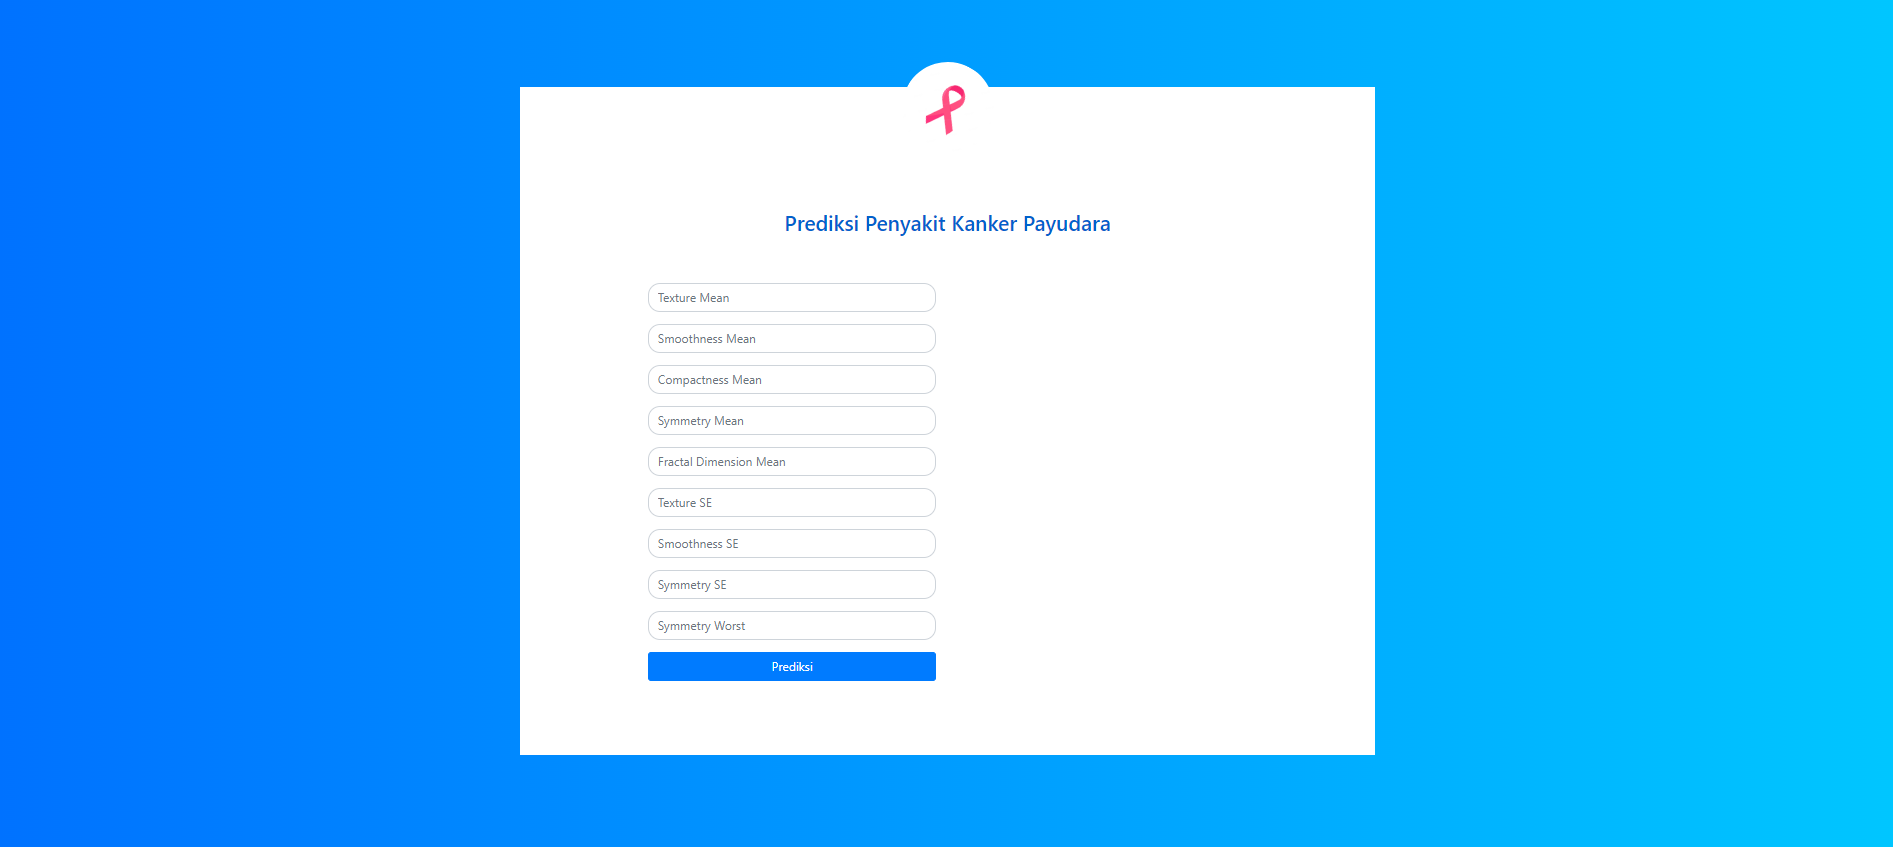 Prediksi Penyakit Kanker Payudara
Texture Mean
Smoothness Mean
Compactness Mean
Symmetry Mean
Fractal Dimension Mean
Texture SE
Smoothness SE
Symmetry SE
Symmetry Worst
Prediksi